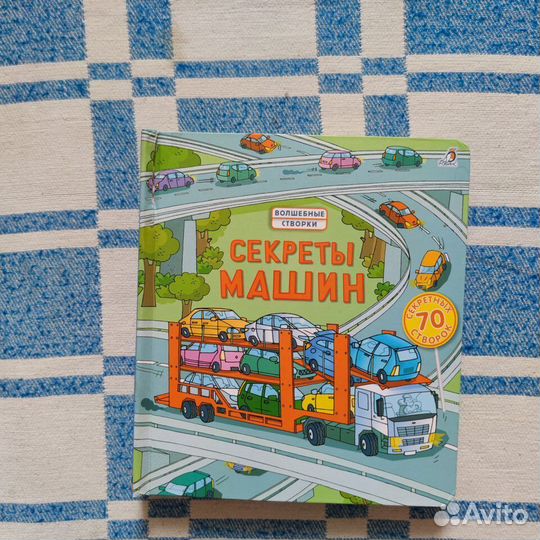 ВОЛШЕБНЫЕ
СТВОРКИ
СЕКРЕТЫ
МАШИН
СЕКРЕТНЫХ
70
СТВОРОК
Avito